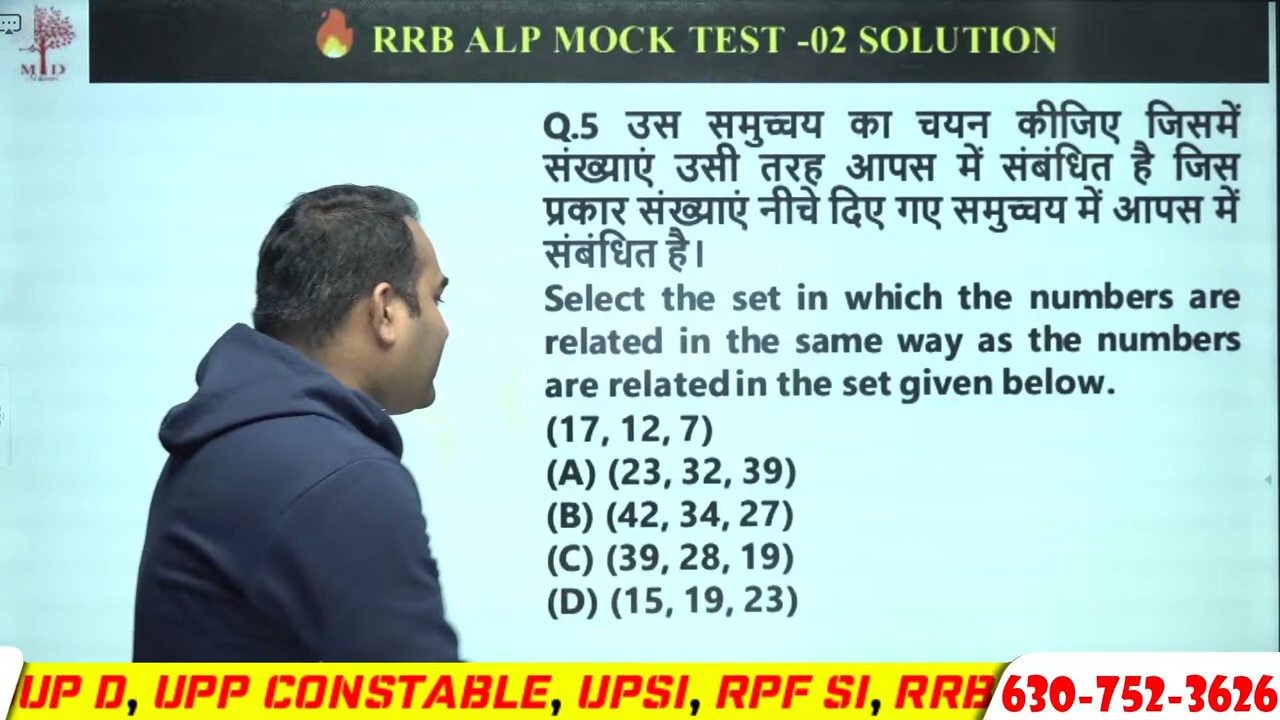 M D
RRB ALP MOCK TEST -02 SOLUTION
Q.5 उस समुच्चय का चयन कीजिए जिसमें
संख्याएं उसी तरह आपस में संबंधित है जिस
प्रकार संख्याएं नीचे दिए गए समुच्चय में आपस में
संबंधित है।
Select the set in which the numbers are
related in the same way as the numbers
are related in the set given below.
(17, 12, 7)
(A) (23, 32, 39)
(B) (42, 34, 27)
(C) (39, 28, 19)
(D) (15, 19, 23)
UP D, UPP CONSTABLE, UPSI, RPF SI, RRB
630-752-3626